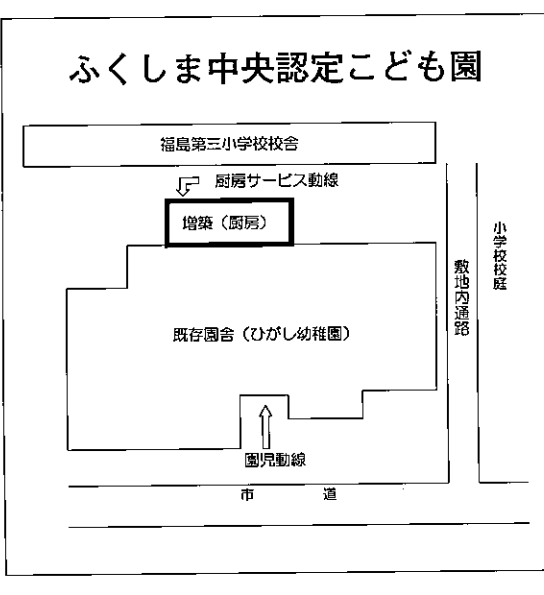 ふくしま中央認定こども園
福島第三小学校校舎
厨房サービス動線
増築（厨房）
小学校校庭
敷地内通路
既存園舎（ひがし幼稚園）
園児動線
市　道